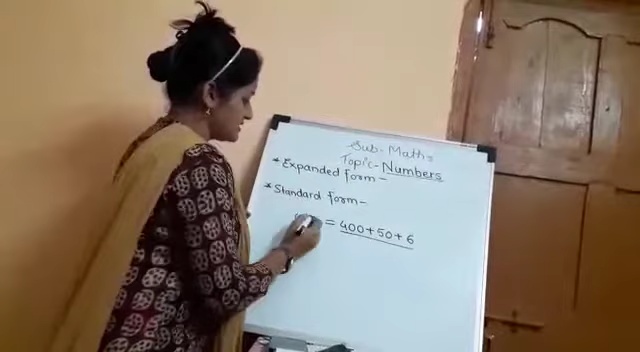 Sub- Maths
Topic- Numbers
* Expanded form -
* Standard form -
= 400 + 50 + 6